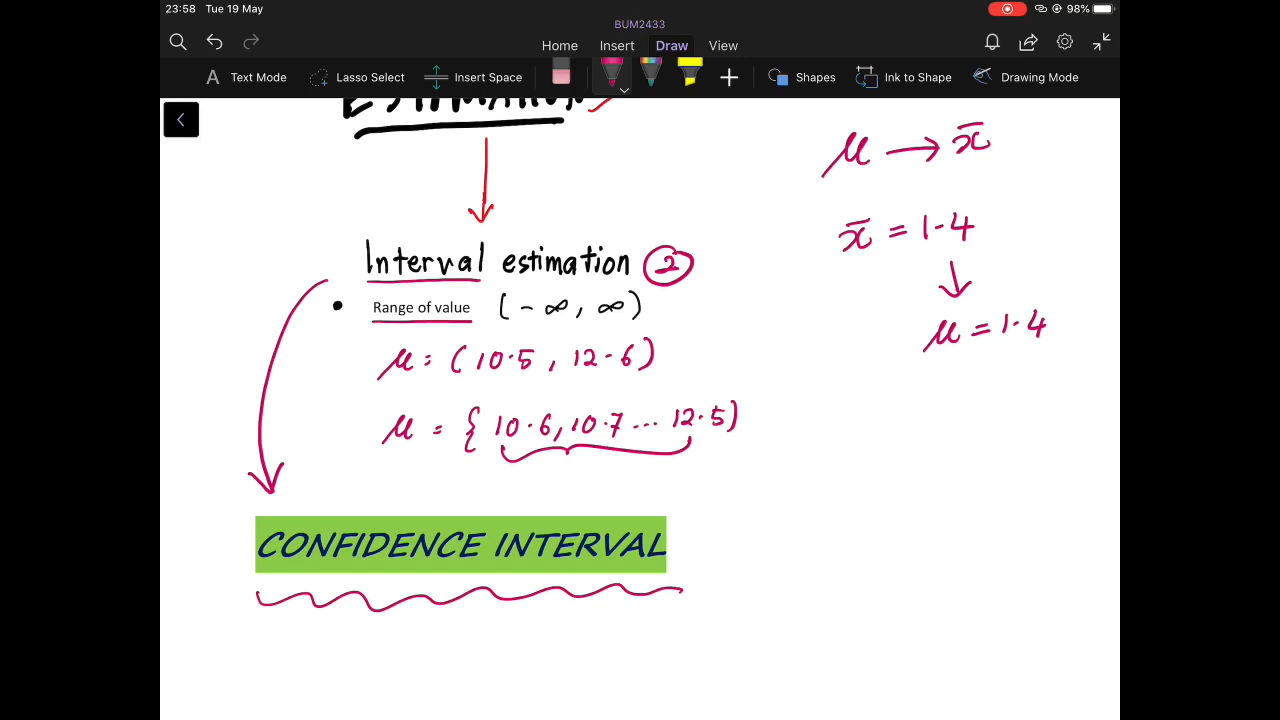 23:58 Tue 19 May 98%
BUM2433
Home Insert Draw View
Text Mode Lasso Select Insert Space Shapes Ink to Shape Drawing Mode
ESTIMATION
μ → x̄
x̄ = 1.4
Interval estimation 2
• Range of value (-∞, ∞)
μ = 1.4
μ = (10.5, 12.6)
μ = { 10.6, 10.7 ... 12.5)
CONFIDENCE INTERVAL